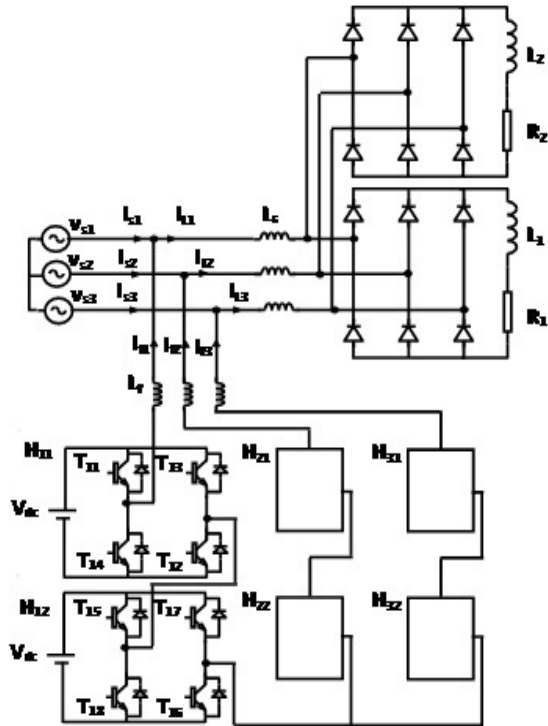 L2
R2
L1
R1
Is1
Il1
Lc
vs1
Is2
Il2
vs2
Is3
Il3
vs3
If1
If2
If3
Lf
H11
T11
T13
H21
H31
Vdc
T14
T12
H12
T15
T17
H22
H32
Vdc
T18
T16